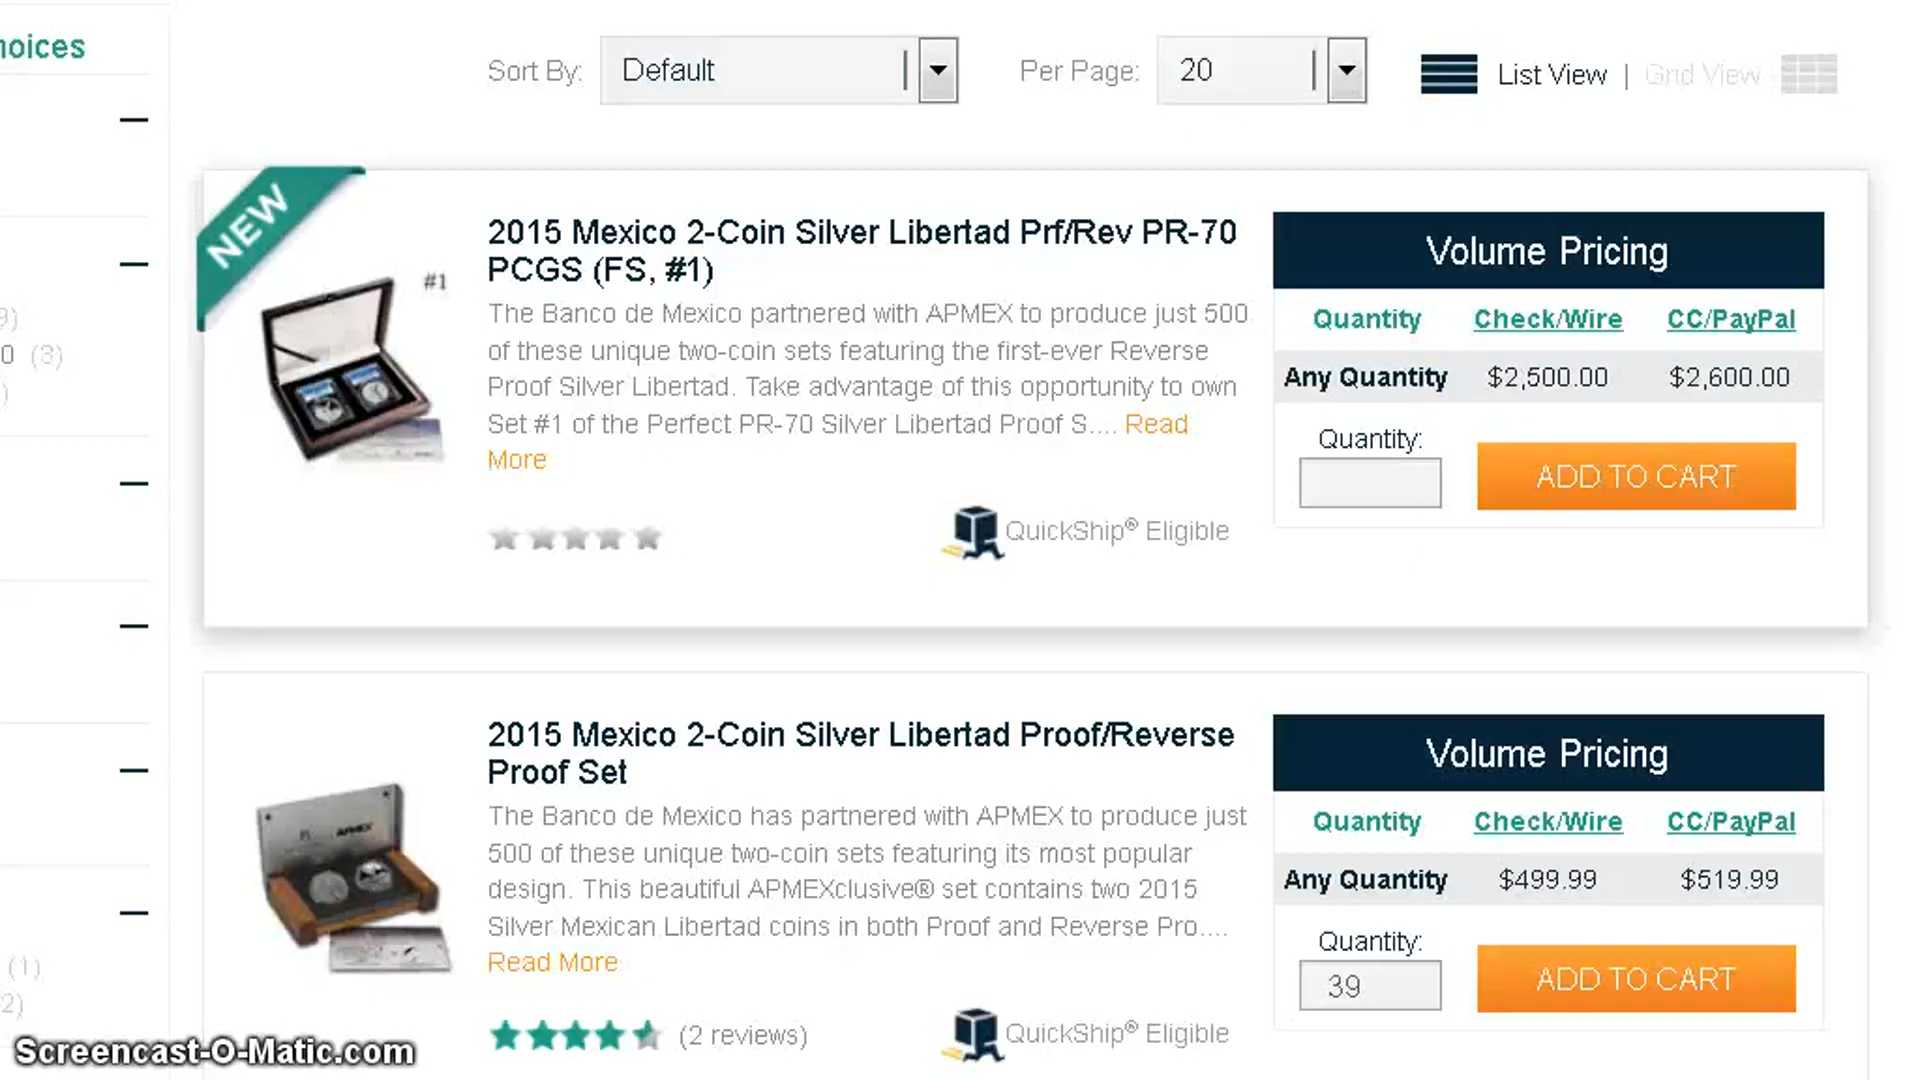 hoices
Sort By: Default Per Page: 20 List View | Grid View
NEW
#1
2015 Mexico 2-Coin Silver Libertad Prf/Rev PR-70
PCGS (FS, #1)
The Banco de Mexico partnered with APMEX to produce just 500
of these unique two-coin sets featuring the first-ever Reverse
Proof Silver Libertad. Take advantage of this opportunity to own
Set #1 of the Perfect PR-70 Silver Libertad Proof S.... Read
More
QuickShip® Eligible
Volume Pricing
Quantity Check/Wire CC/PayPal
Any Quantity $2,500.00 $2,600.00
Quantity:
ADD TO CART
9)
0 (3)
)
2015 Mexico 2-Coin Silver Libertad Proof/Reverse
Proof Set
The Banco de Mexico has partnered with APMEX to produce just
500 of these unique two-coin sets featuring its most popular
design. This beautiful APMEXclusive® set contains two 2015
Silver Mexican Libertad coins in both Proof and Reverse Pro....
Read More
(2 reviews)
QuickShip® Eligible
APMEX
Volume Pricing
Quantity Check/Wire CC/PayPal
Any Quantity $499.99 $519.99
Quantity:
39
ADD TO CART
(1)
2)
Screencast-O-Matic.com